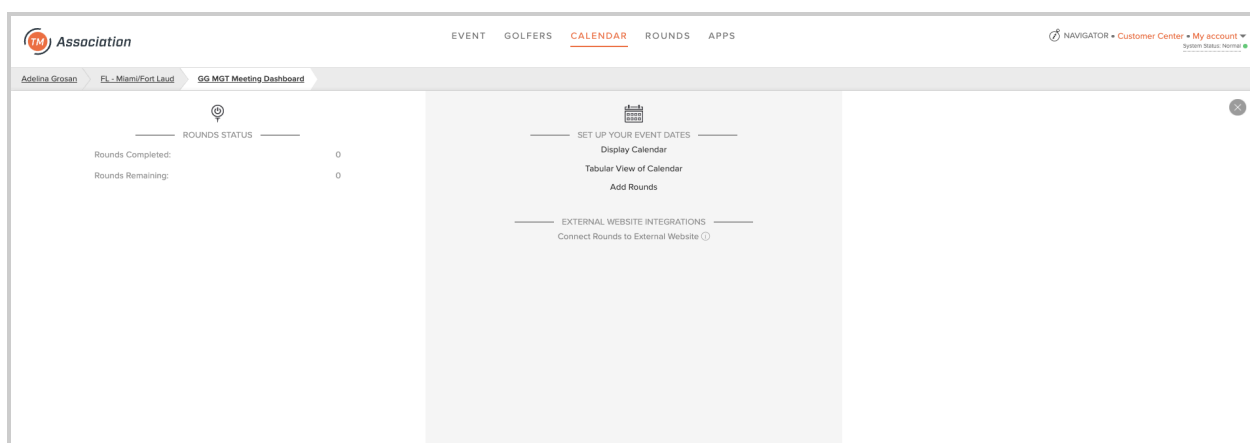 TM Association
EVENT GOLFERS CALENDAR ROUNDS APPS
NAVIGATOR Customer Center My account
System Status: Normal
Adelina Grosan FL - Miami/Fort Laud GG MGT Meeting Dashboard
ROUNDS STATUS
Rounds Completed: 0
Rounds Remaining: 0
SET UP YOUR EVENT DATES
Display Calendar
Tabular View of Calendar
Add Rounds
EXTERNAL WEBSITE INTEGRATIONS
Connect Rounds to External Website